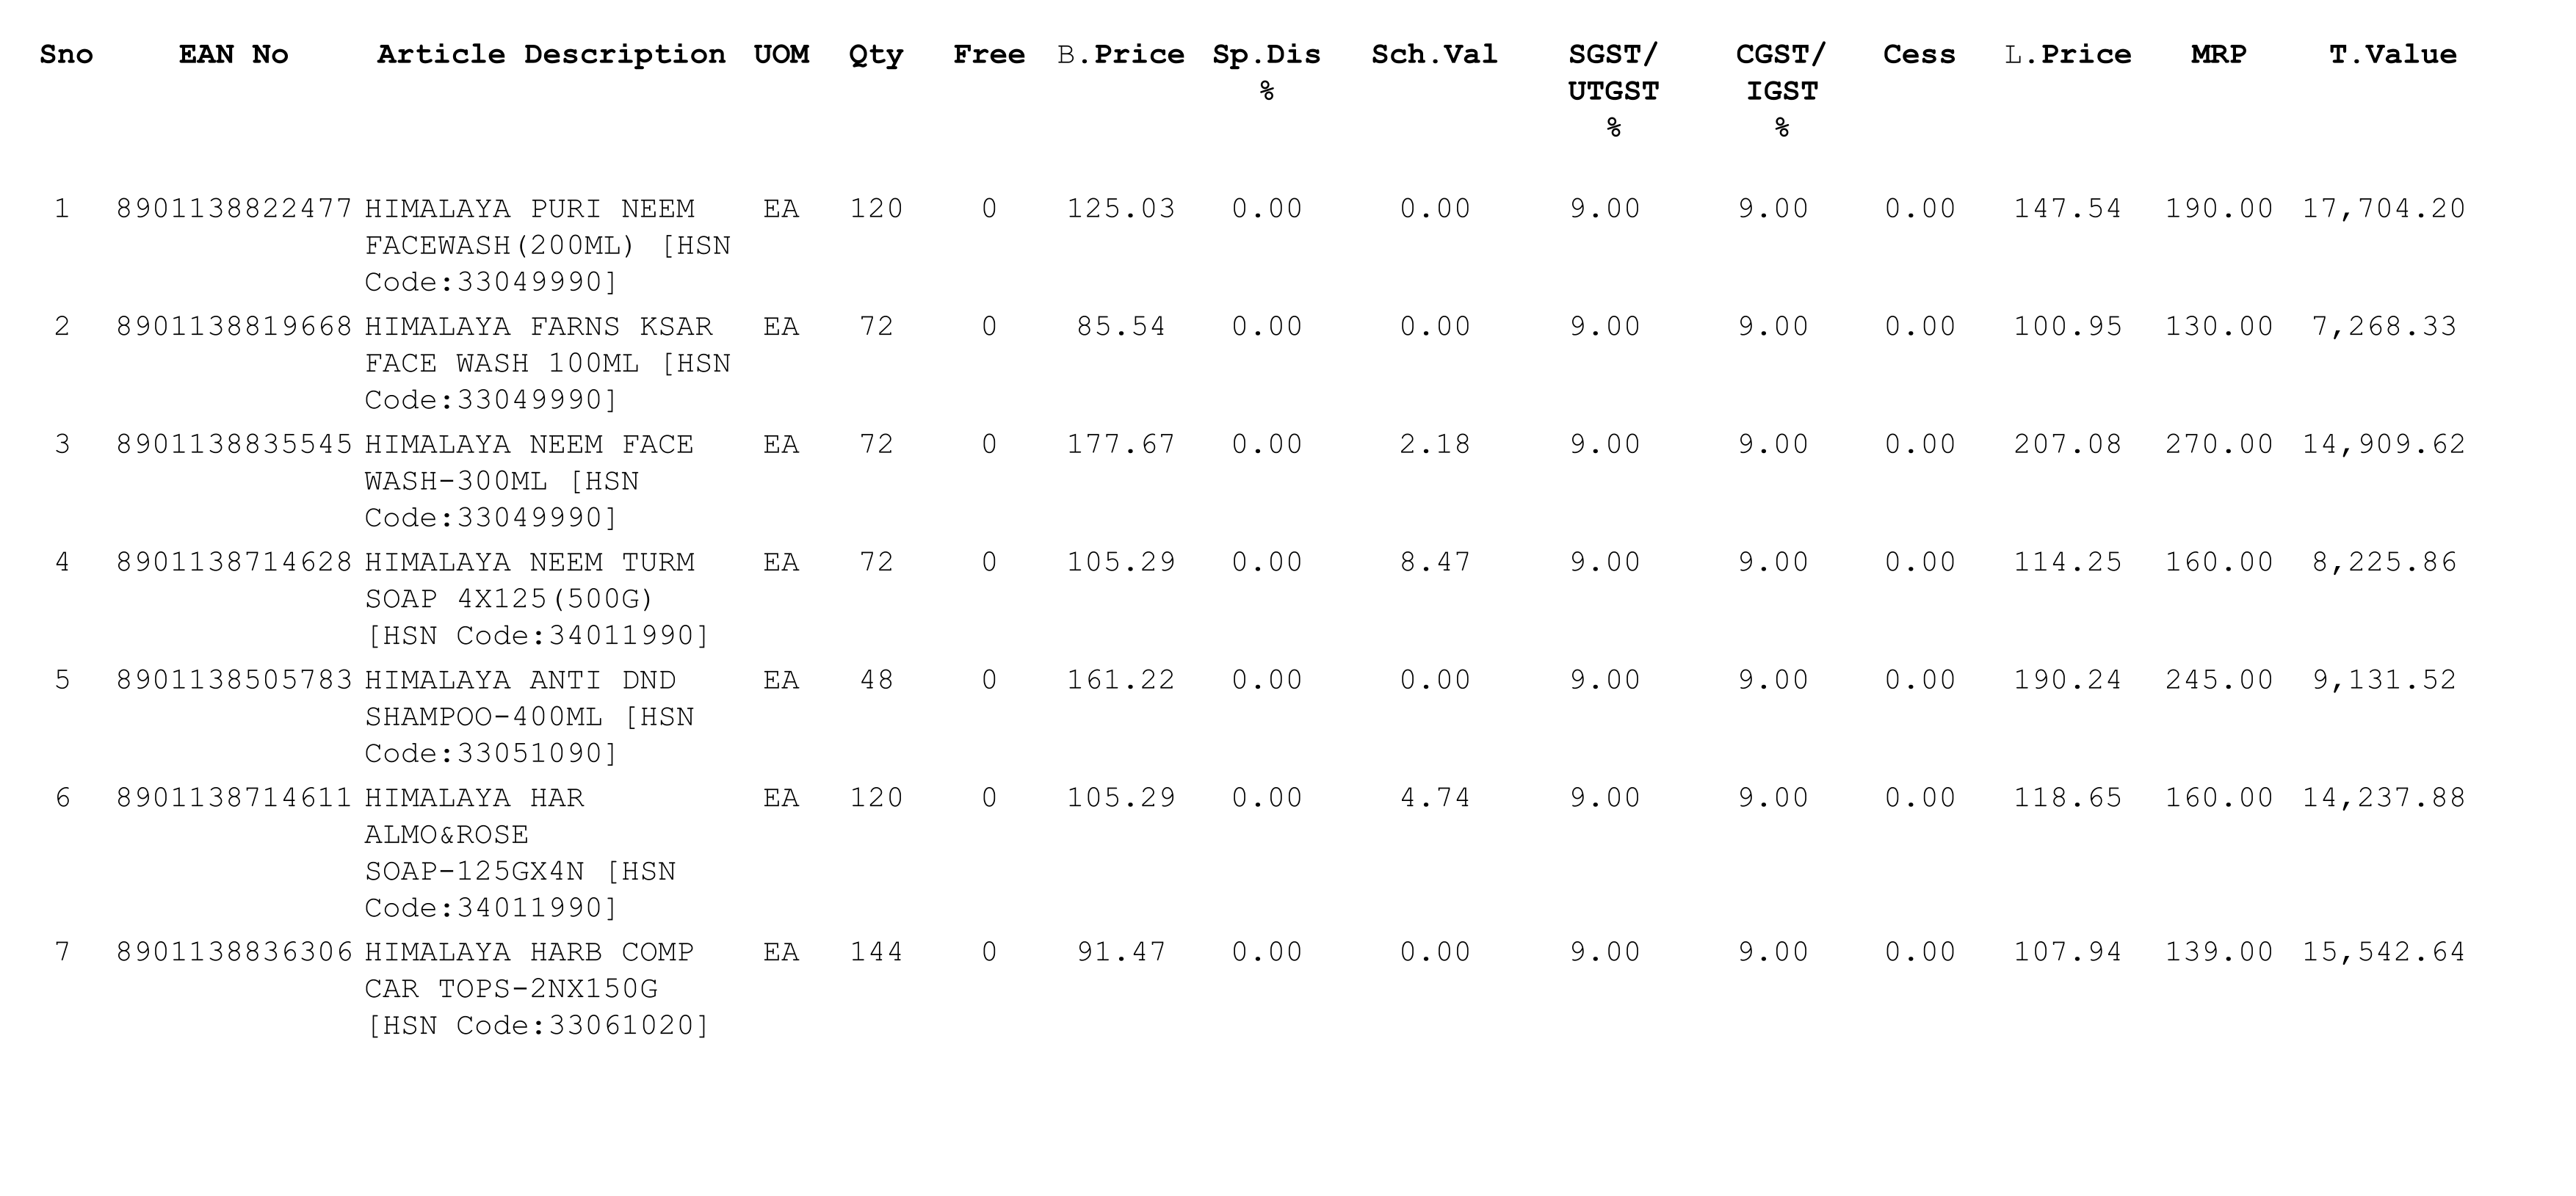 Sno EAN No Article Description UOM Qty Free B.Price Sp.Dis Sch.Val SGST/ CGST/ Cess L.Price MRP T.Value
% UTGST IGST
% %
1 8901138822477 HIMALAYA PURI NEEM EA 120 0 125.03 0.00 0.00 9.00 9.00 0.00 147.54 190.00 17,704.20
FACEWASH(200ML) [HSN
Code:33049990]
2 8901138819668 HIMALAYA FARNS KSAR EA 72 0 85.54 0.00 0.00 9.00 9.00 0.00 100.95 130.00 7,268.33
FACE WASH 100ML [HSN
Code:33049990]
3 8901138835545 HIMALAYA NEEM FACE EA 72 0 177.67 0.00 2.18 9.00 9.00 0.00 207.08 270.00 14,909.62
WASH-300ML [HSN
Code:33049990]
4 8901138714628 HIMALAYA NEEM TURM EA 72 0 105.29 0.00 8.47 9.00 9.00 0.00 114.25 160.00 8,225.86
SOAP 4X125(500G)
[HSN Code:34011990]
5 8901138505783 HIMALAYA ANTI DND EA 48 0 161.22 0.00 0.00 9.00 9.00 0.00 190.24 245.00 9,131.52
SHAMPOO-400ML [HSN
Code:33051090]
6 8901138714611 HIMALAYA HAR EA 120 0 105.29 0.00 4.74 9.00 9.00 0.00 118.65 160.00 14,237.88
ALMO&ROSE
SOAP-125GX4N [HSN
Code:34011990]
7 8901138836306 HIMALAYA HARB COMP EA 144 0 91.47 0.00 0.00 9.00 9.00 0.00 107.94 139.00 15,542.64
CAR TOPS-2NX150G
[HSN Code:33061020]